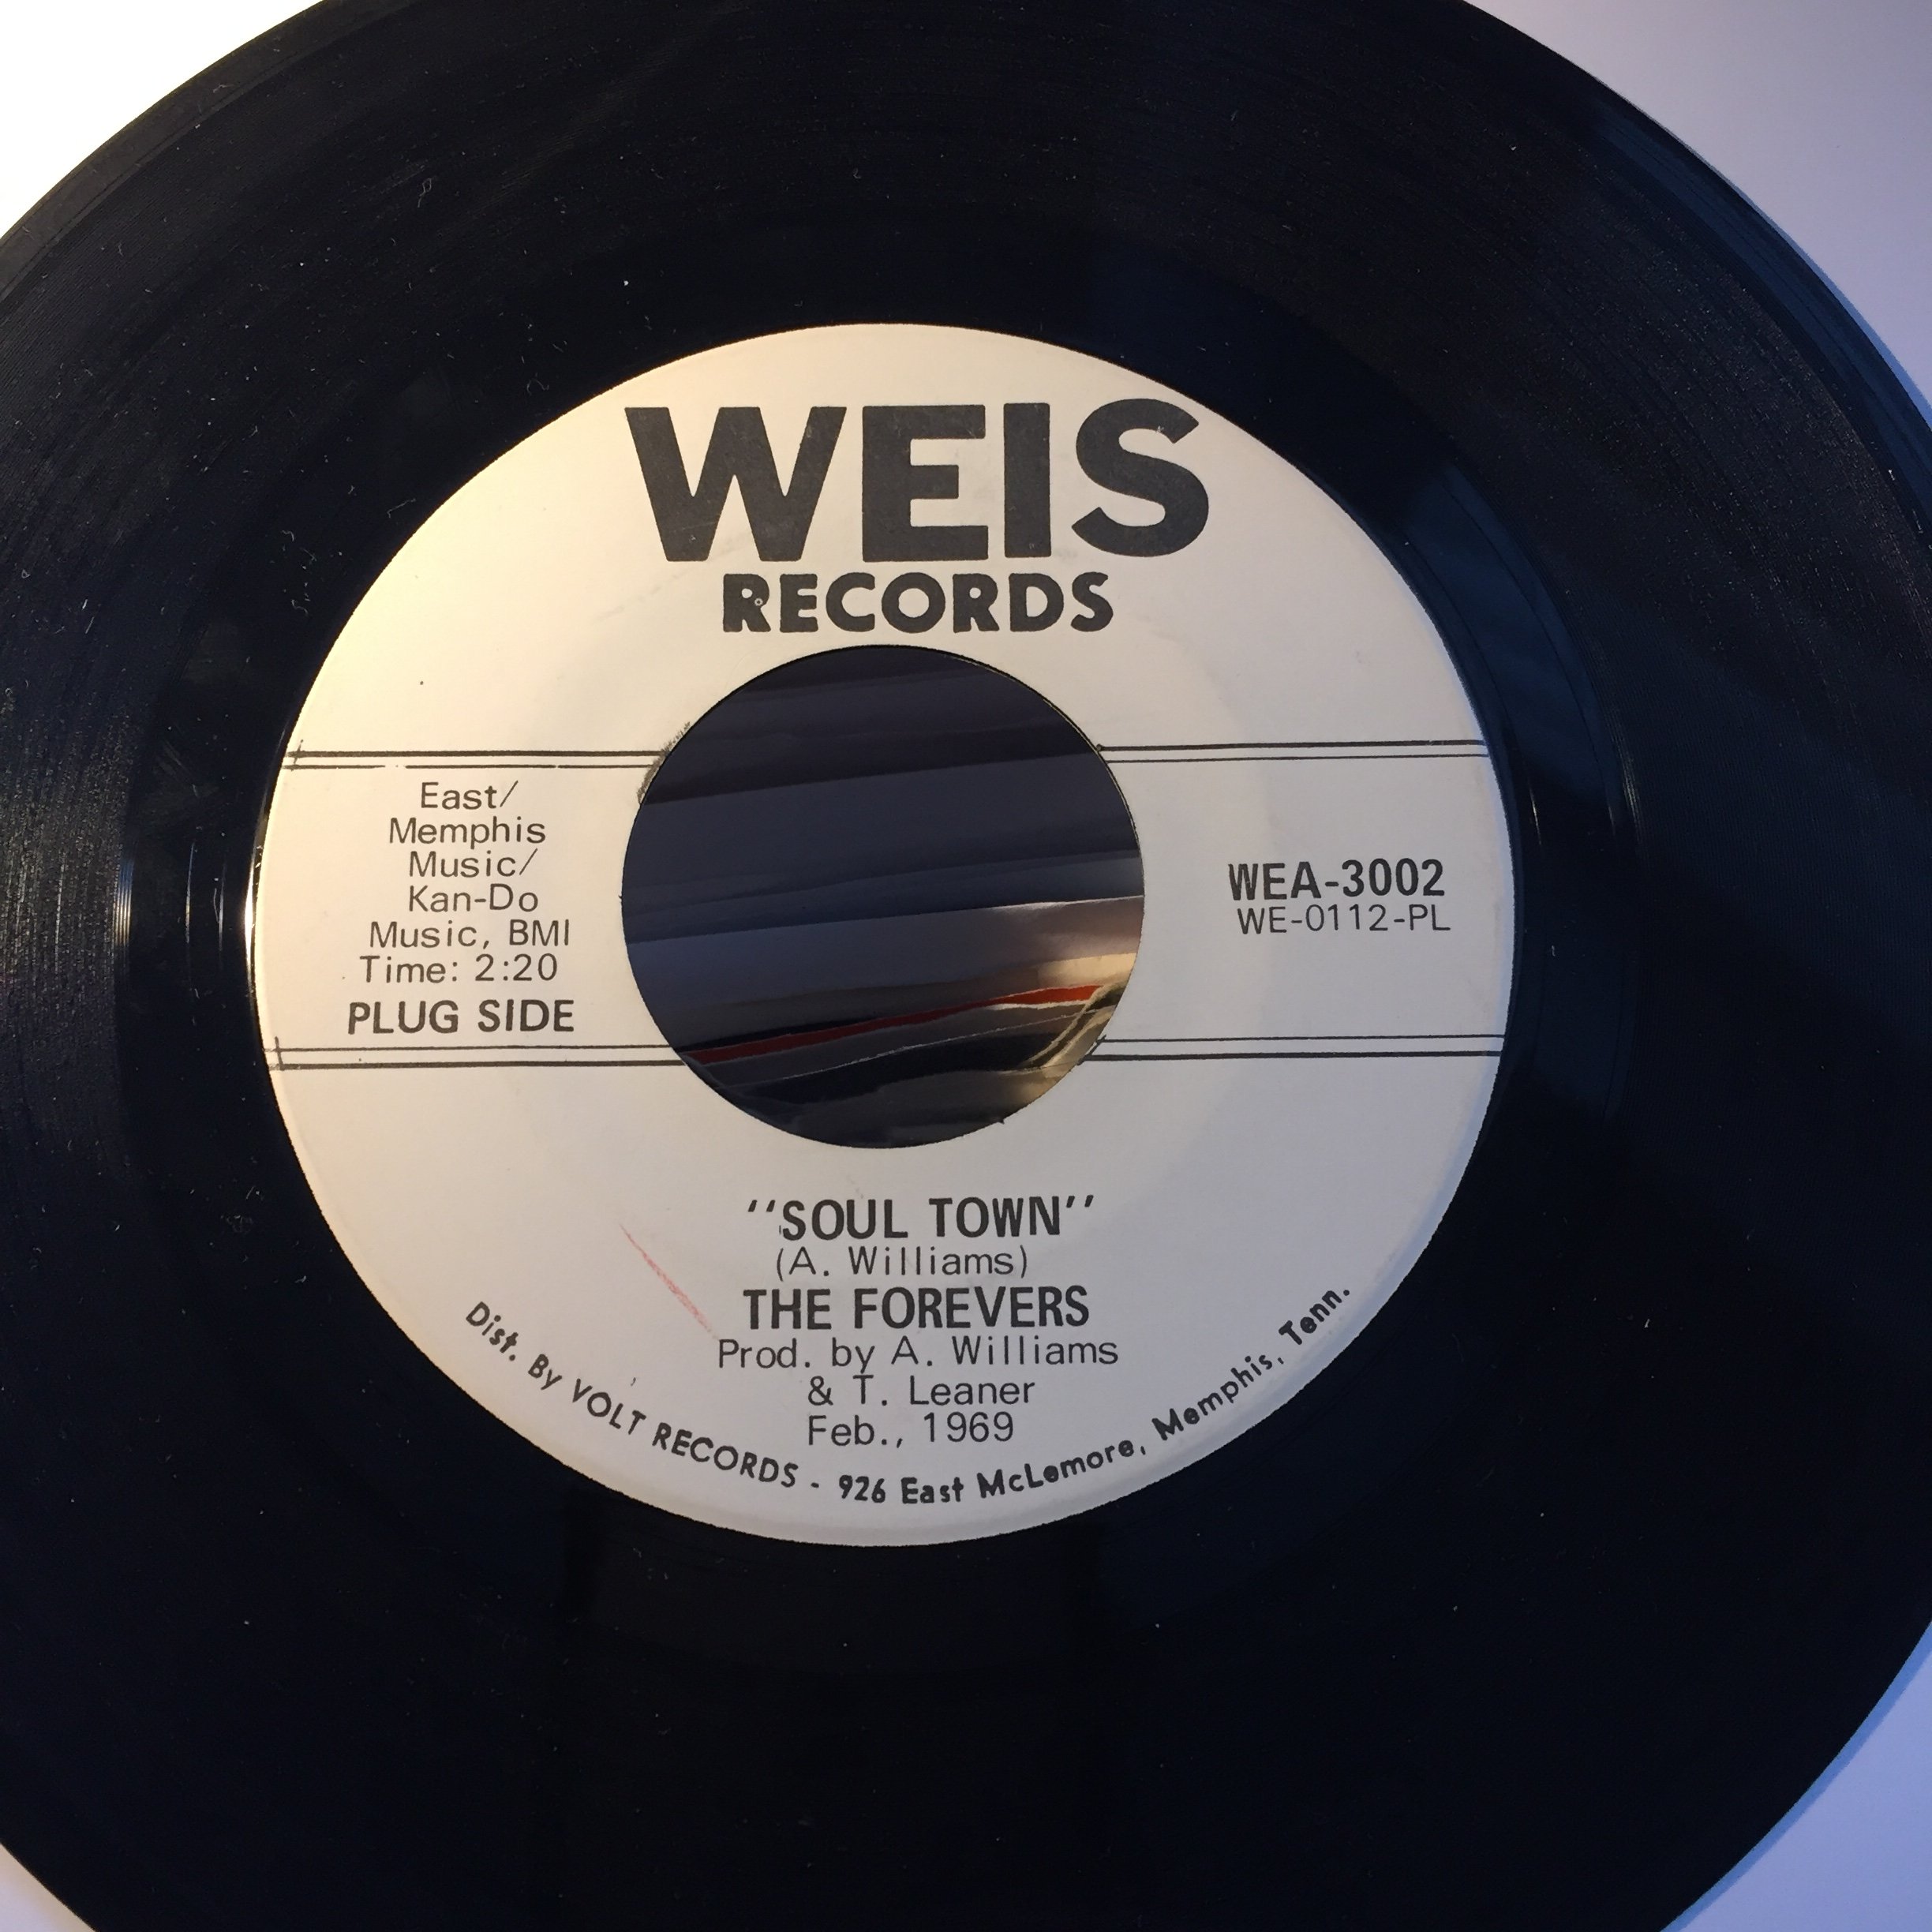 WEIS
RECORDS
East/
Memphis
Music/
Kan-Do
Music, BMI
Time: 2:20
PLUG SIDE
WEA-3002
WE-0112-PL
"SOUL TOWN"
(A. Williams)
THE FOREVERS
Prod. by A. Williams
& T. Leaner
Feb., 1969
Dist. By VOLT RECORDS - 926 East McLemore, Memphis, Tenn.